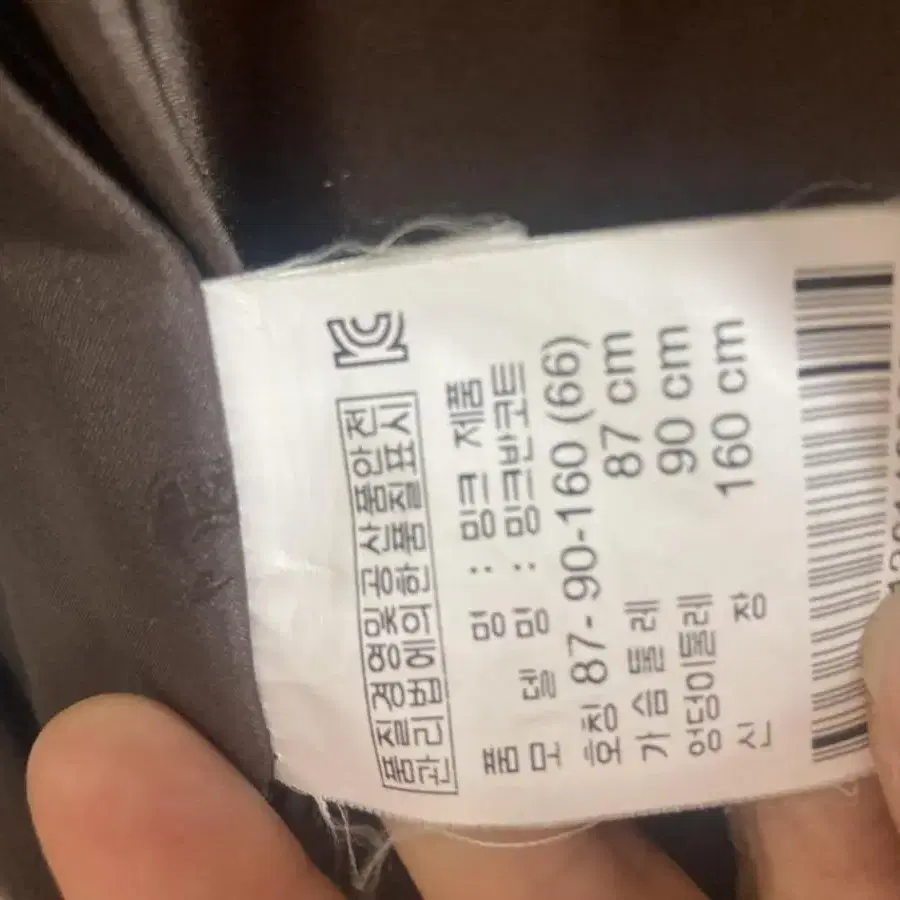 품질경영및공산품안전
관리법에의한품질표시
품 명 : 밍크 제품
모 델 명 : 밍크반코트
호칭 87-90-160 (66)
가슴둘레 87 cm
엉덩이둘레 90 cm
신 장 160 cm